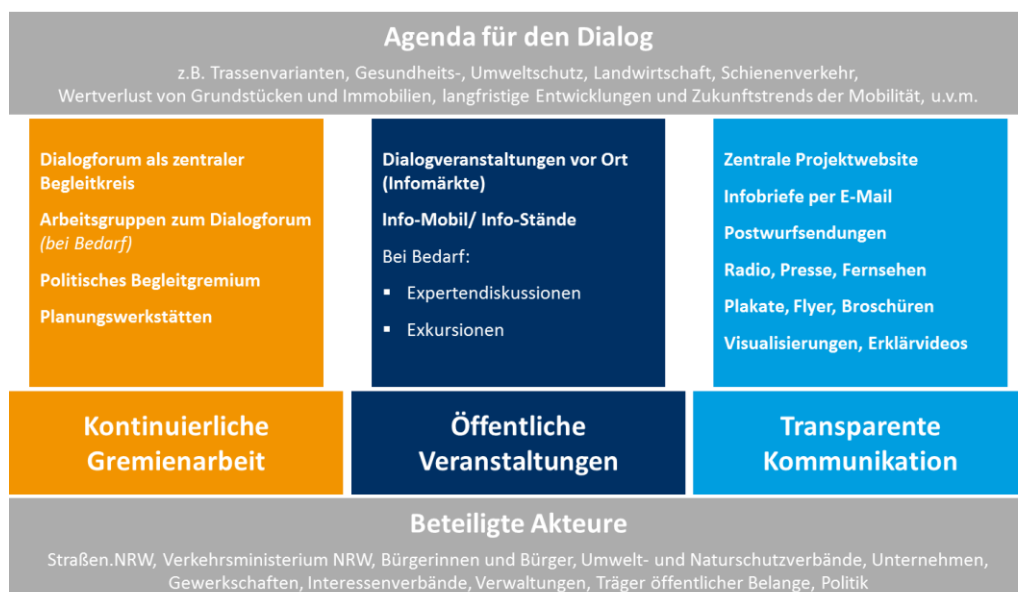 Agenda für den Dialog
z.B. Trassenvarianten, Gesundheits-, Umweltschutz, Landwirtschaft, Schienenverkehr,
Wertverlust von Grundstücken und Immobilien, langfristige Entwicklungen und Zukunftstrends der Mobilität, u.v.m.
Dialogforum als zentraler
Begleitkreis
Arbeitsgruppen zum Dialogforum
(bei Bedarf)
Politisches Begleitgremium
Planungswerkstätten
Kontinuierliche
Gremienarbeit
Dialogveranstaltungen vor Ort
(Infomärkte)
Info-Mobil/ Info-Stände
Bei Bedarf:
▪ Expertendiskussionen
▪ Exkursionen
Öffentliche
Veranstaltungen
Zentrale Projektwebsite
Infobriefe per E-Mail
Postwurfsendungen
Radio, Presse, Fernsehen
Plakate, Flyer, Broschüren
Visualisierungen, Erklärvideos
Transparente
Kommunikation
Beteiligte Akteure
Straßen.NRW, Verkehrsministerium NRW, Bürgerinnen und Bürger, Umwelt- und Naturschutzverbände, Unternehmen,
Gewerkschaften, Interessenverbände, Verwaltungen, Träger öffentlicher Belange, Politik